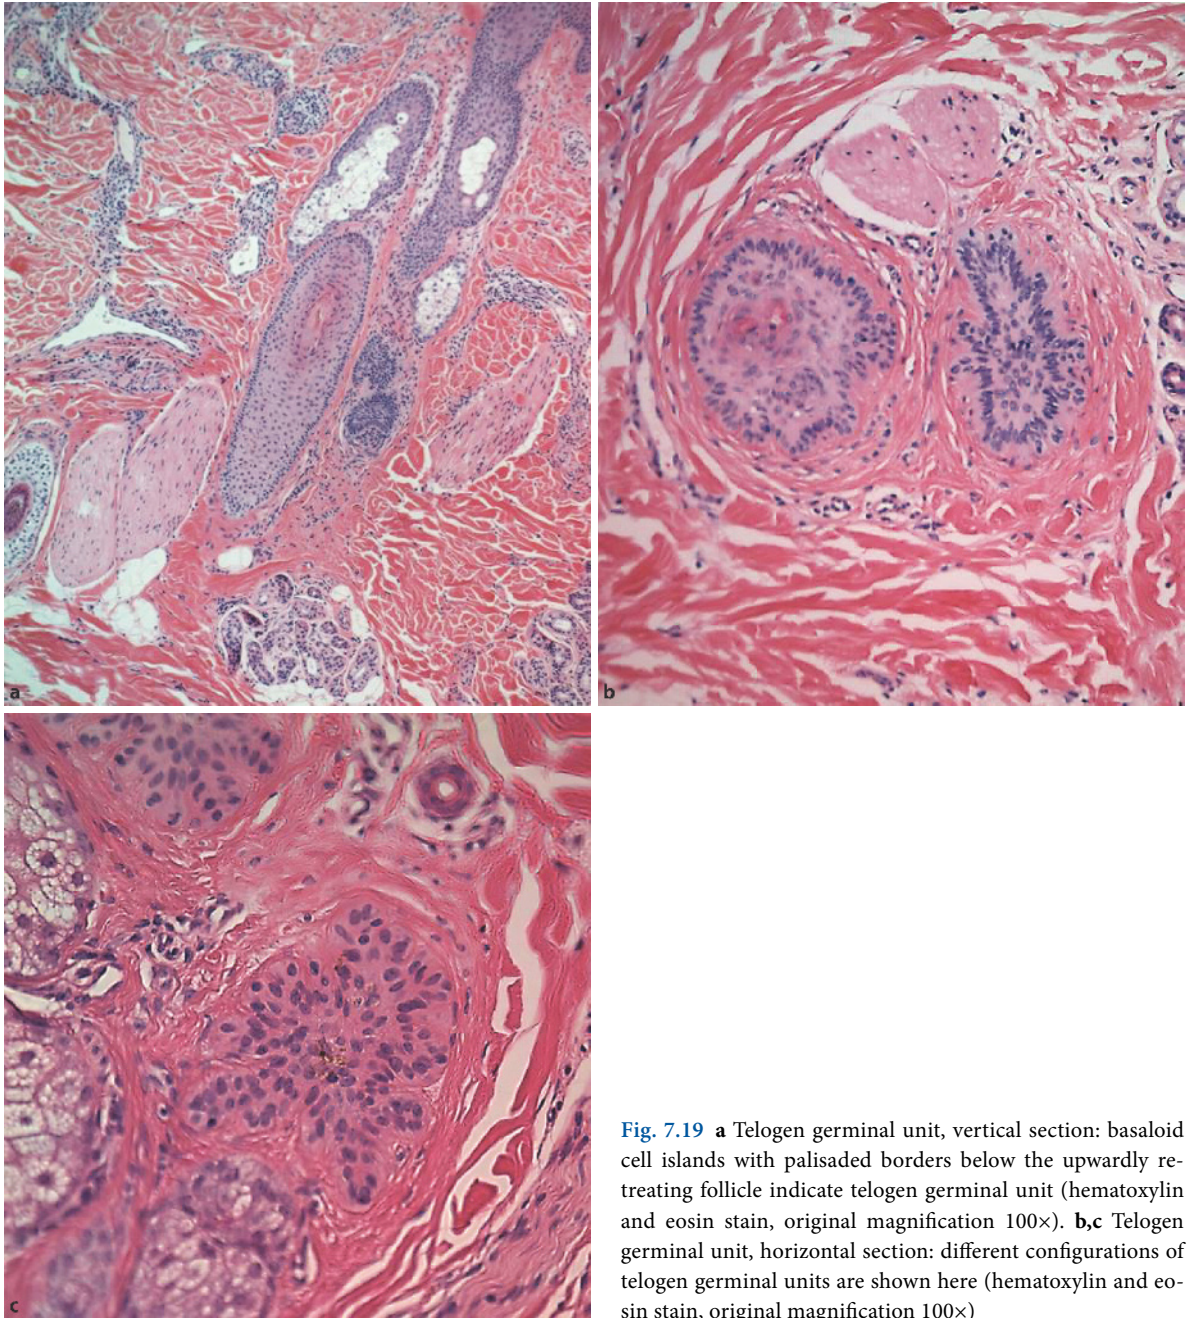 a
b
c
Fig. 7.19 a Telogen germinal unit, vertical section: basaloid
cell islands with palisaded borders below the upwardly re-
treating follicle indicate telogen germinal unit (hematoxylin
and eosin stain, original magnification 100×). b,c Telogen
germinal unit, horizontal section: different configurations of
telogen germinal units are shown here (hematoxylin and eo-
sin stain, original magnification 100×)